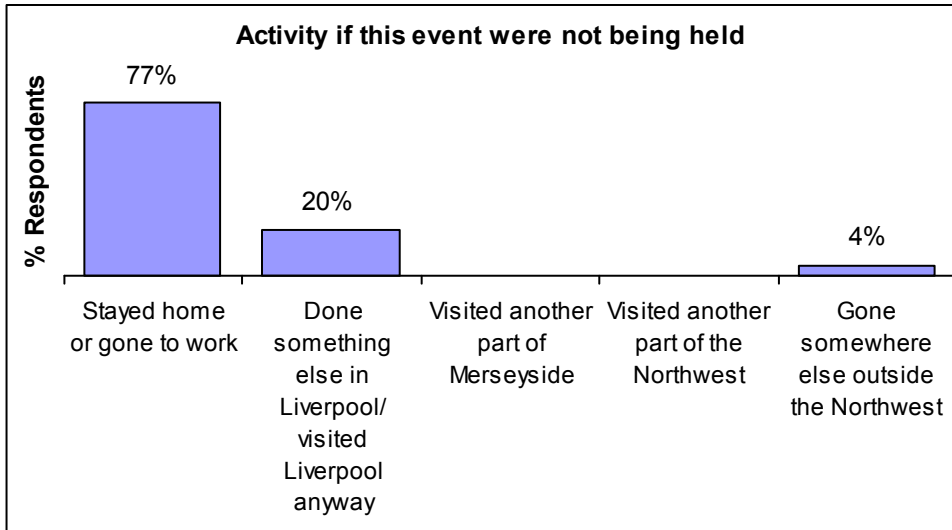 Activity if this event were not being held
% Respondents
77%
20%
4%
Stayed home
or gone to work
Done
something
else in
Liverpool/
visited
Liverpool
anyway
Visited another
part of
Merseyside
Visited another
part of the
Northwest
Gone
somewhere
else outside
the Northwest